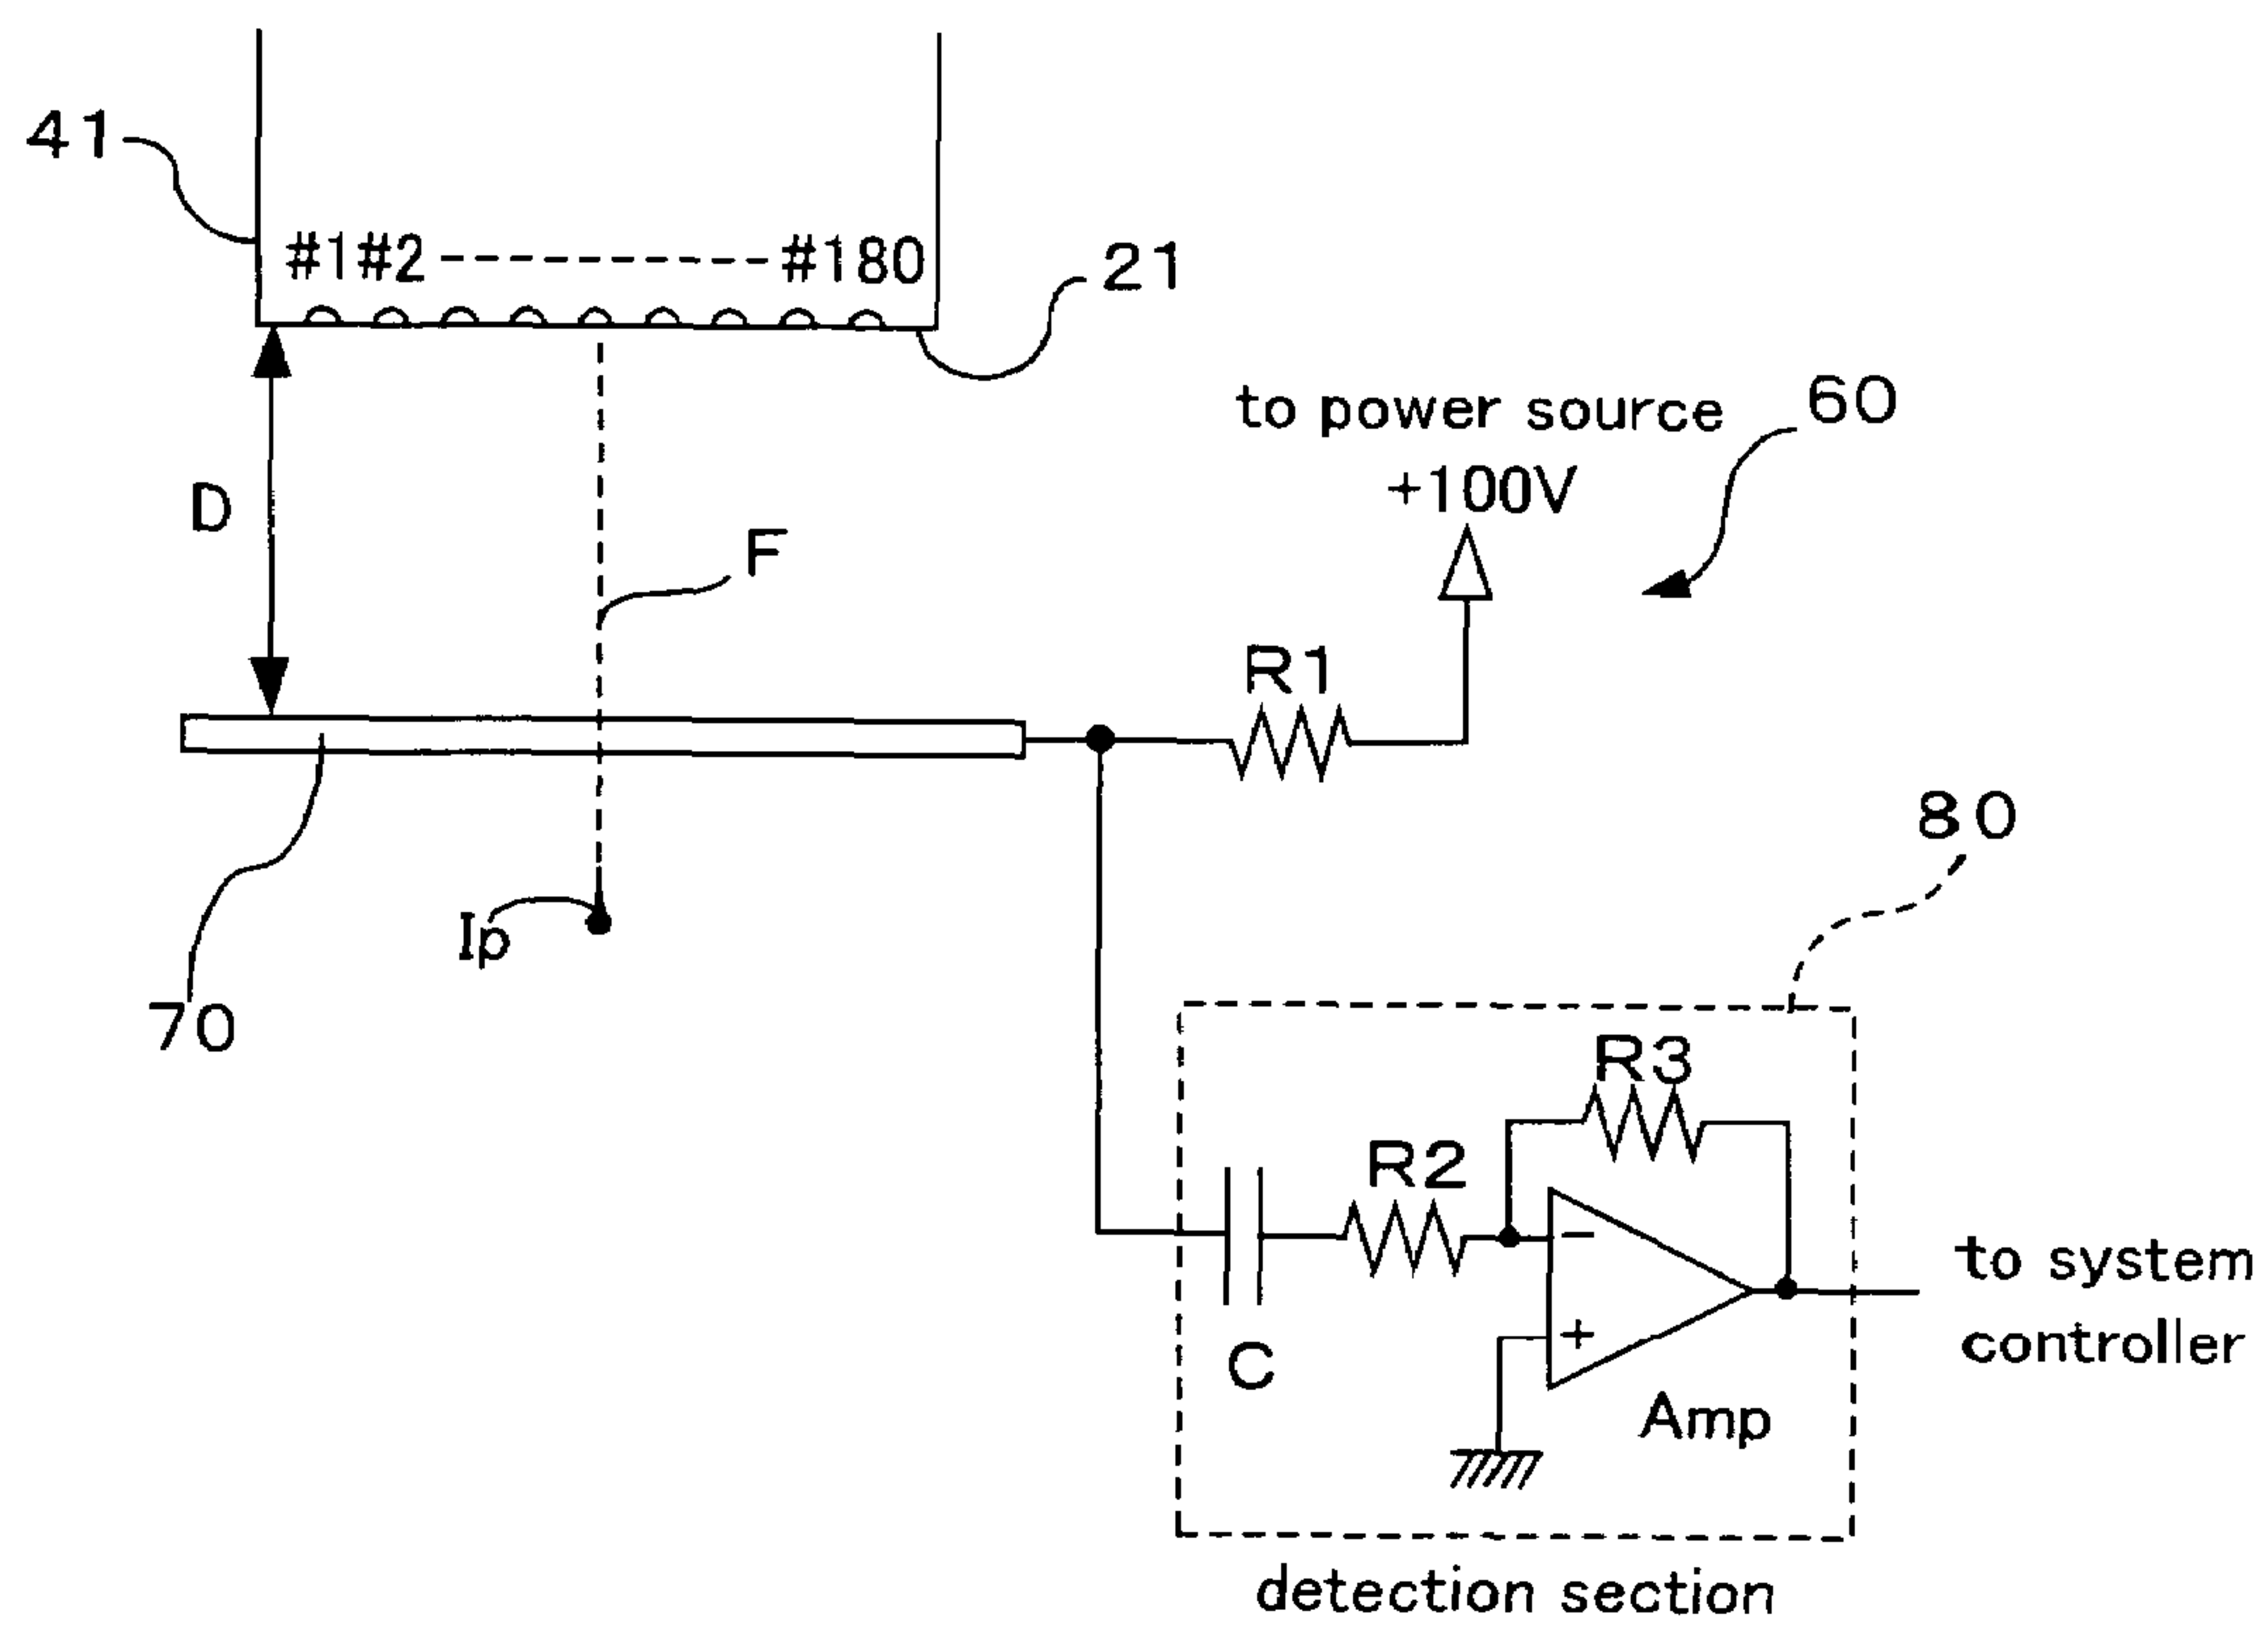 41
#1#2----------#180
21
to power source
60
+100V
D
F
R1
80
Ip
70
R3
R2
−
to system
+
controller
C
Amp
detection section